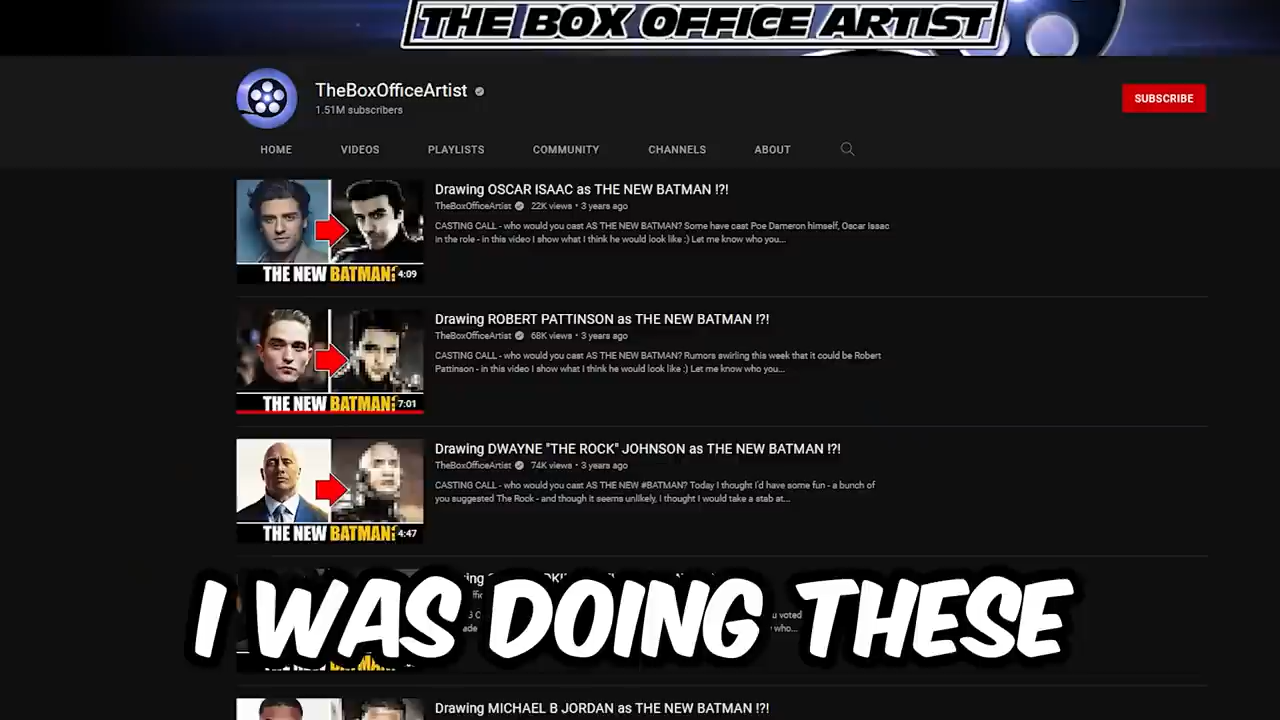 THE BOX OFFICE ARTIST
TheBoxOfficeArtist
1.51M subscribers
SUBSCRIBE
HOME VIDEOS PLAYLISTS COMMUNITY CHANNELS ABOUT
Drawing OSCAR ISAAC as THE NEW BATMAN !?!
TheBoxOfficeArtist 22K views • 3 years ago
CASTING CALL - who would you cast AS THE NEW BATMAN? Some have cast Poe Dameron himself, Oscar Isaac
in the role - in this video I show what I think he would look like :) Let me know who you...
THE NEW BATMAN? 4:09
Drawing ROBERT PATTINSON as THE NEW BATMAN !?!
TheBoxOfficeArtist 68K views • 3 years ago
CASTING CALL - who would you cast AS THE NEW BATMAN? Rumors swirling this week that it could be Robert
Pattinson - in this video I show what I think he would look like :) Let me know who you...
THE NEW BATMAN? 7:01
Drawing DWAYNE "THE ROCK" JOHNSON as THE NEW BATMAN !?!
TheBoxOfficeArtist 74K views • 3 years ago
CASTING CALL - who would you cast AS THE NEW #BATMAN? Today I thought I'd have some fun - a bunch of
you suggested The Rock - and though it seems unlikely, I thought I would take a stab at...
THE NEW BATMAN? 4:47
I WAS DOING THESE
u voted
who...
Drawing MICHAEL B JORDAN as THE NEW BATMAN !?!